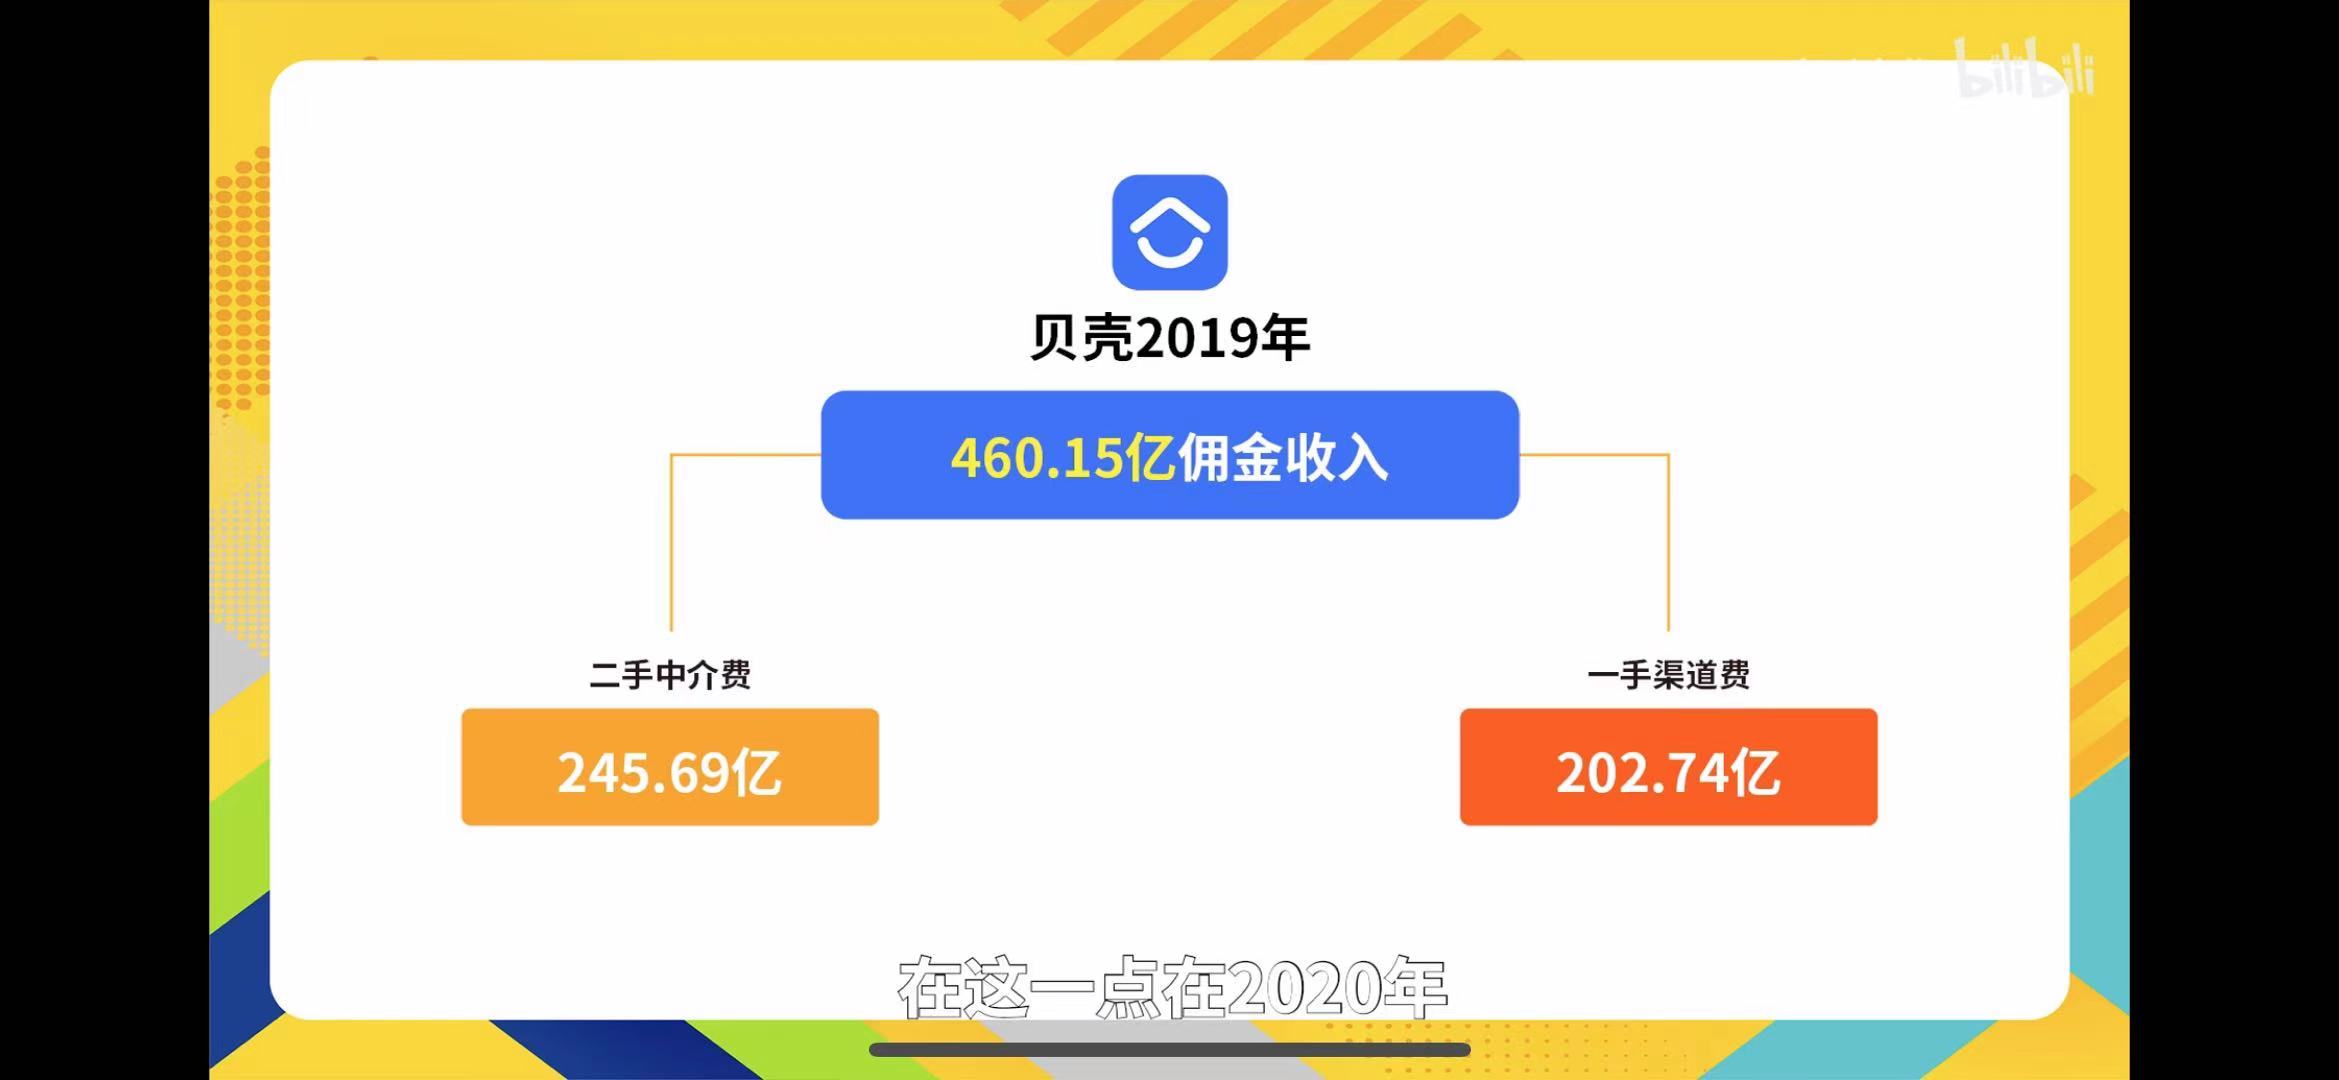 bilibili
贝壳2019年
460.15亿佣金收入
二手中介费
一手渠道费
245.69亿
202.74亿
在这一点在2020年